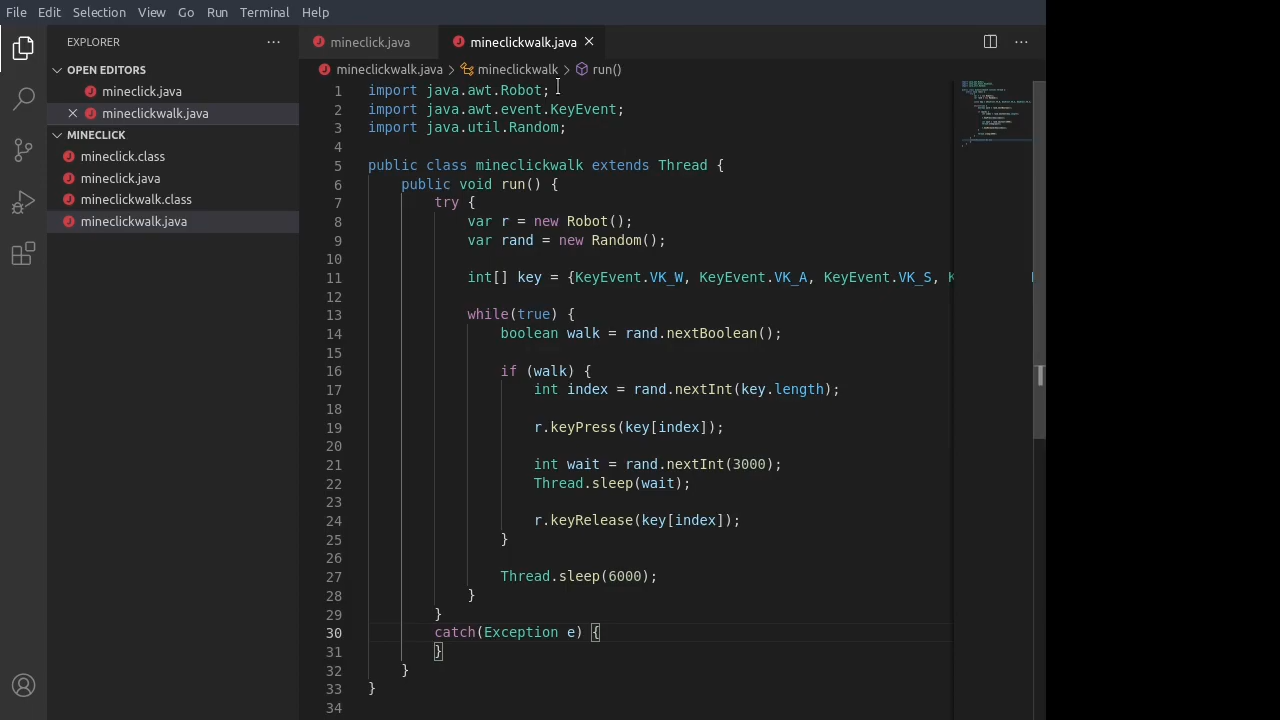 File Edit Selection View Go Run Terminal Help
EXPLORER ···
OPEN EDITORS
mineclick.java
mineclickwalk.java
MINECLICK
mineclick.class
mineclick.java
mineclickwalk.class
mineclickwalk.java
mineclick.java mineclickwalk.java
mineclickwalk.java > mineclickwalk > run()
1 import java.awt.Robot;
2 import java.awt.event.KeyEvent;
3 import java.util.Random;
4
5 public class mineclickwalk extends Thread {
6 public void run() {
7 try {
8 var r = new Robot();
9 var rand = new Random();
10
11 int[] key = {KeyEvent.VK_W, KeyEvent.VK_A, KeyEvent.VK_S, K
12
13 while(true) {
14 boolean walk = rand.nextBoolean();
15
16 if (walk) {
17 int index = rand.nextInt(key.length);
18
19 r.keyPress(key[index]);
20
21 int wait = rand.nextInt(3000);
22 Thread.sleep(wait);
23
24 r.keyRelease(key[index]);
25 }
26
27 Thread.sleep(6000);
28 }
29 }
30 catch(Exception e) {
31 }
32 }
33 }
34